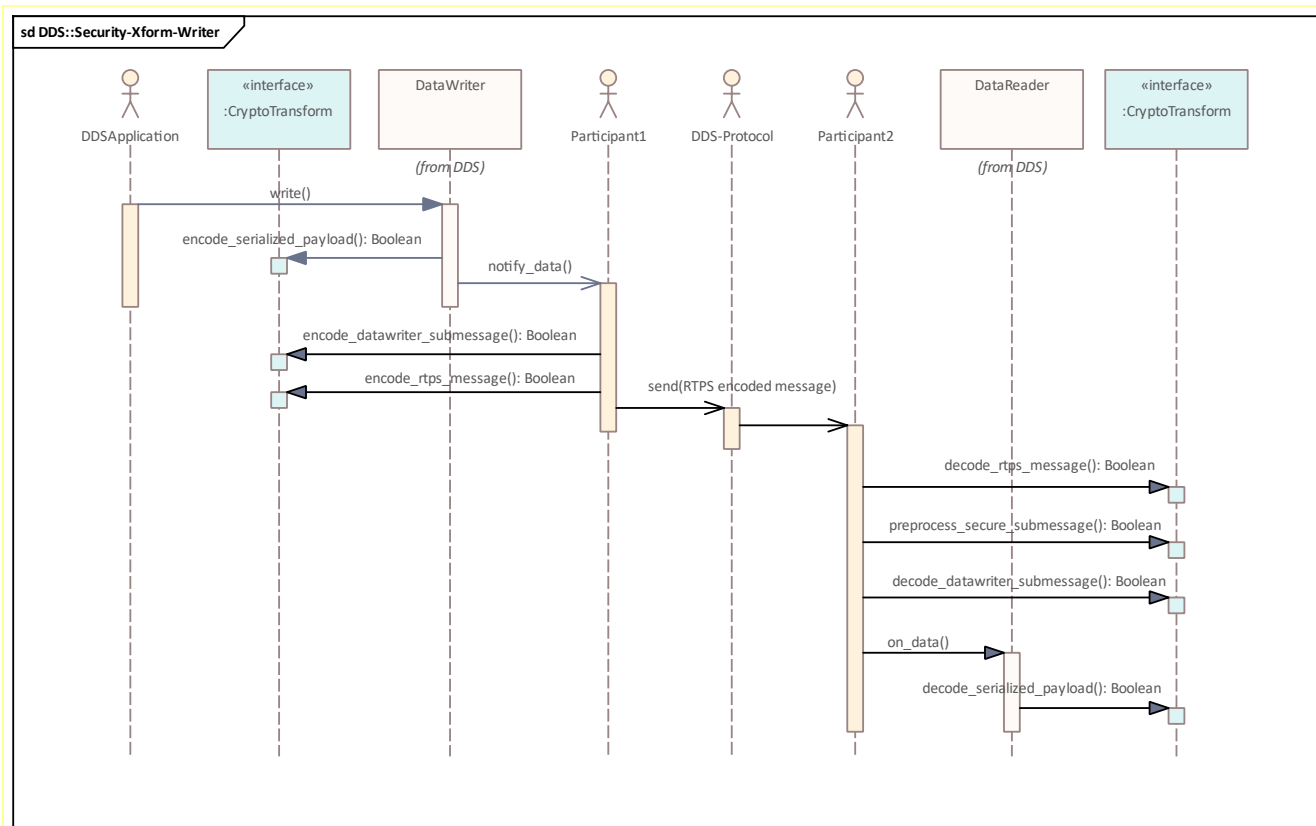 sd DDS::Security-Xform-Writer
DDSApplication
«interface»
:CryptoTransform
DataWriter
(from DDS)
Participant1
DDS-Protocol
Participant2
DataReader
(from DDS)
«interface»
:CryptoTransform
write()
encode_serialized_payload(): Boolean
notify_data()
encode_datawriter_submessage(): Boolean
encode_rtps_message(): Boolean
send(RTPS encoded message)
decode_rtps_message(): Boolean
preprocess_secure_submessage(): Boolean
decode_datawriter_submessage(): Boolean
on_data()
decode_serialized_payload(): Boolean